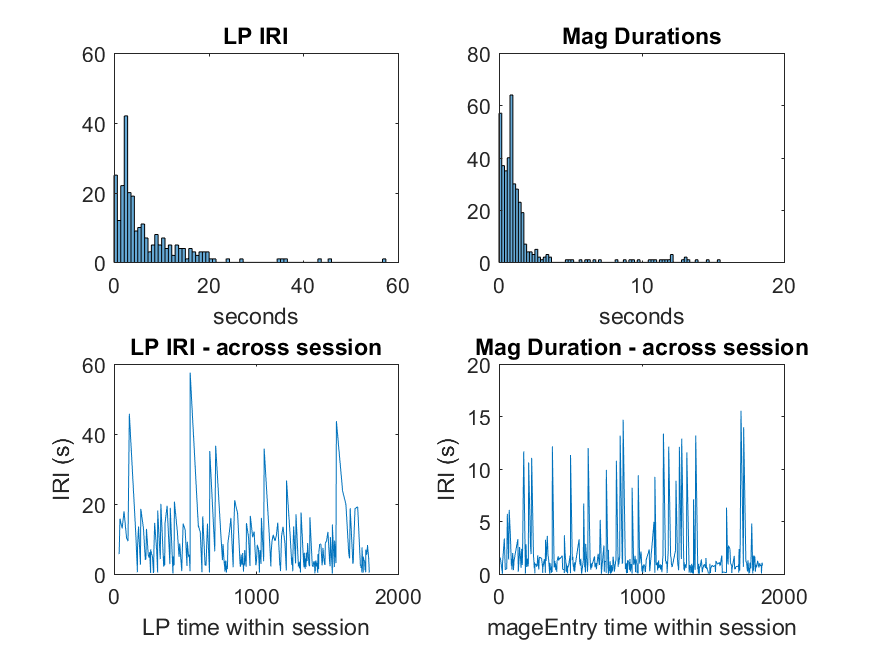 LP IRI
60
40
20
0
0 20 40 60
seconds
Mag Durations
80
60
40
20
0
0 10 20
seconds
LP IRI - across session
60
40
20
0
IRI (s)
0 1000 2000
LP time within session
Mag Duration - across session
20
15
10
5
0
IRI (s)
0 1000 2000
mageEntry time within session